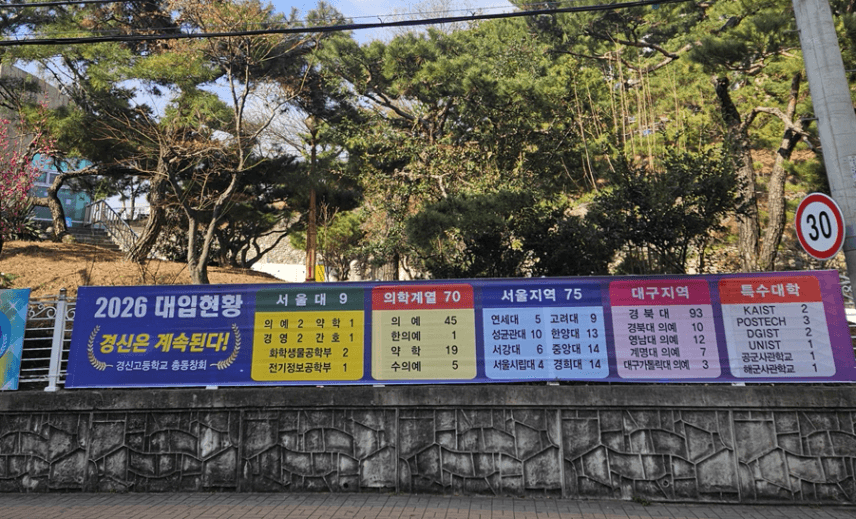 2026 대입현황
경신은 계속된다!
경신고등학교 총동창회
서울대 9
의예 2 약학 1
경영 2 간호 1
화학생물공학부 2
전기정보공학부 1
의학계열 70
의예 45
한의예 1
약학 19
수의예 5
서울지역 75
연세대 5 고려대 9
성균관대 10 한양대 13
서강대 6 중앙대 14
서울시립대 4 경희대 14
대구지역
경북대 93
경북대 의예 10
영남대 의예 12
계명대 의예 7
대구가톨릭대 의예 3
특수대학
KAIST 2
POSTECH 3
DGIST 2
UNIST 1
공군사관학교 1
해군사관학교 1
30